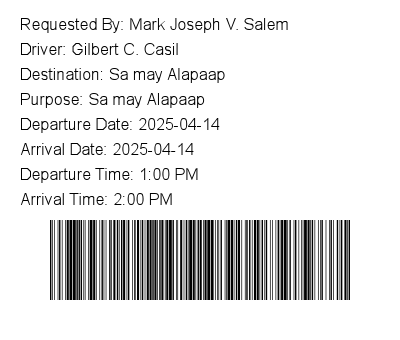 Requested By: Mark Joseph V. Salem
Driver: Gilbert C. Casil
Destination: Sa may Alapaap
Purpose: Sa may Alapaap
Departure Date: 2025-04-14
Arrival Date: 2025-04-14
Departure Time: 1:00 PM
Arrival Time: 2:00 PM